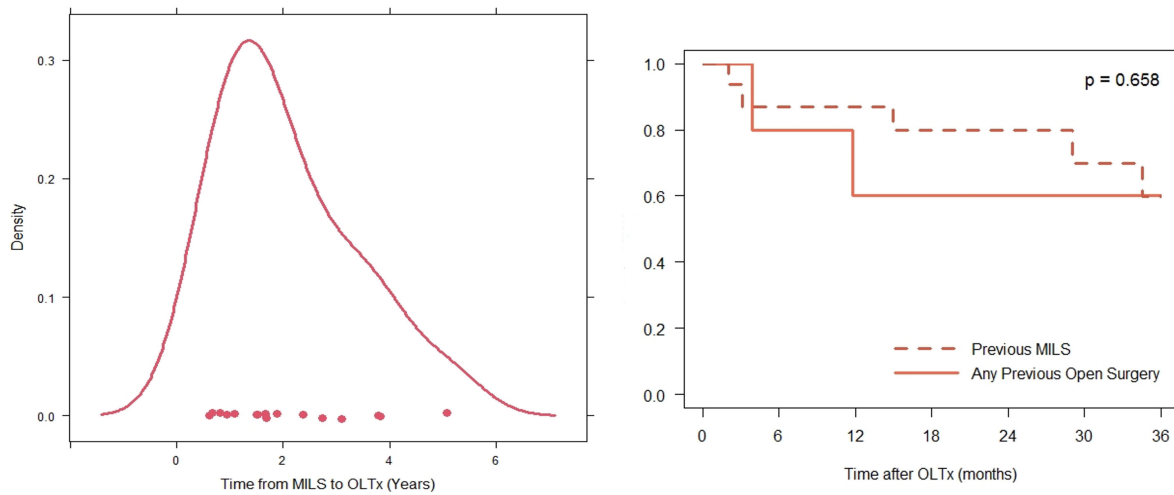 0.3
0.2
0.1
0.0
Density
0 2 4 6
Time from MILS to OLTx (Years)
1.0
0.8
0.6
0.4
0.2
0.0
p = 0.658
Previous MILS
Any Previous Open Surgery
0 6 12 18 24 30 36
Time after OLTx (months)